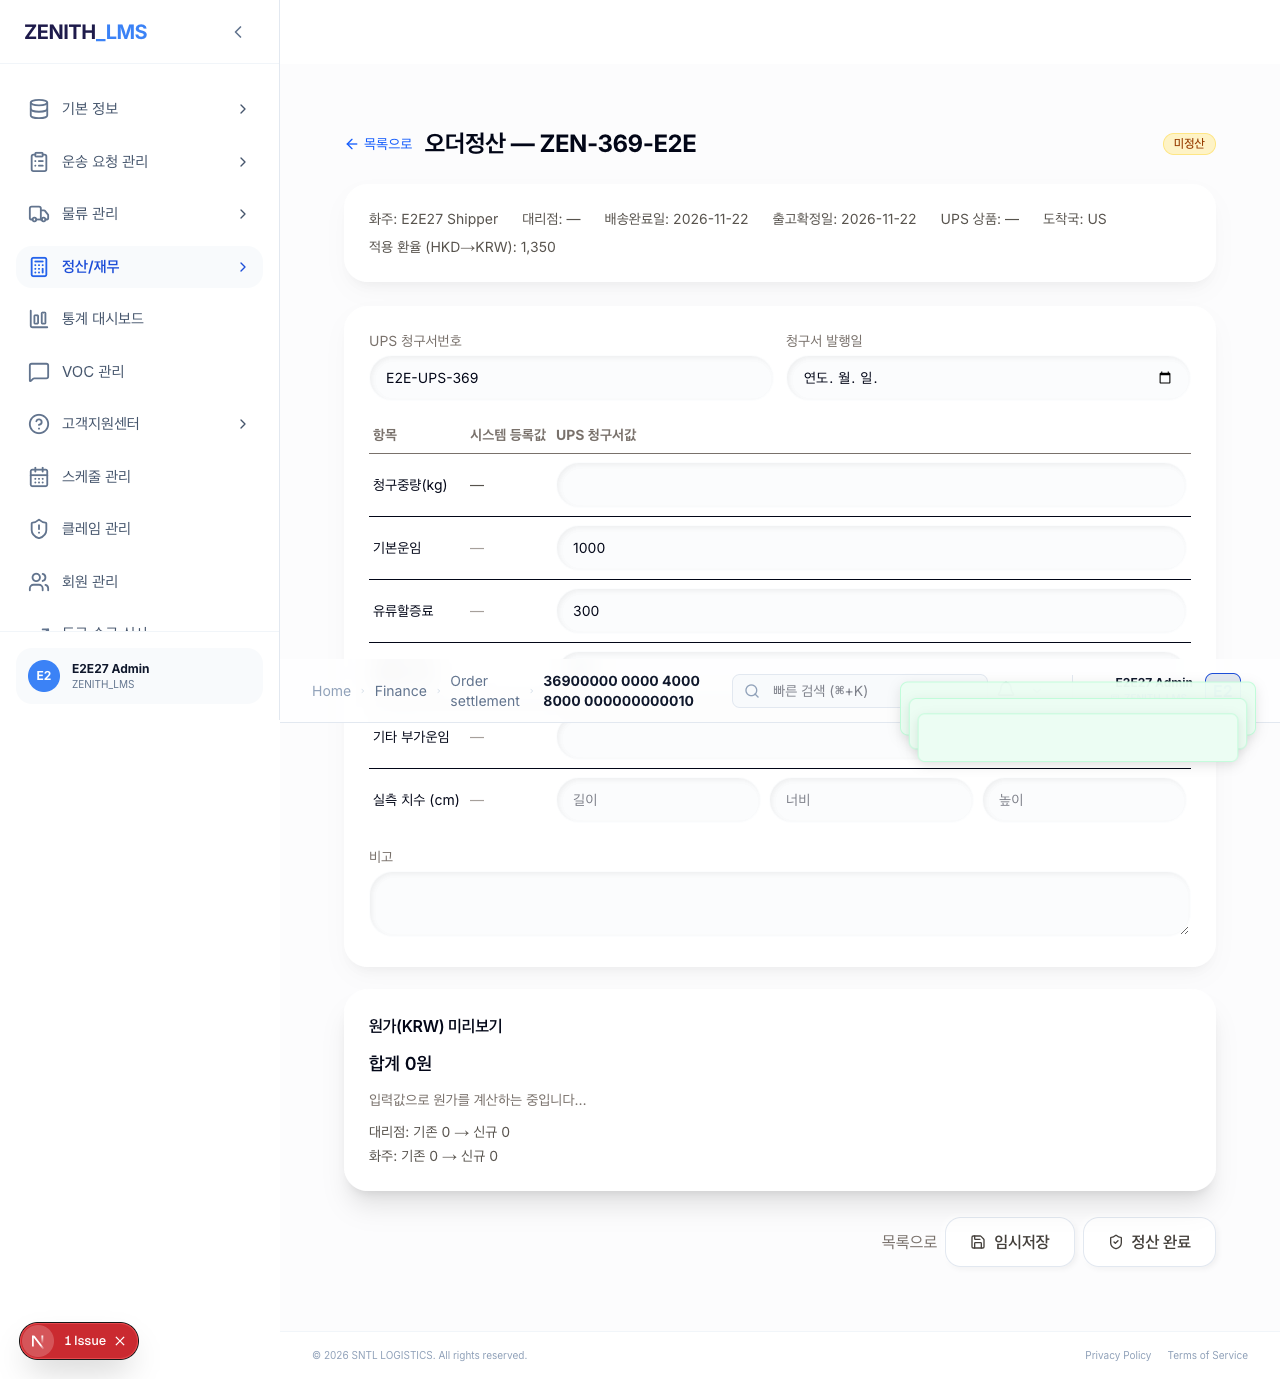 ZENITH_LMS
기본 정보
운송 요청 관리
물류 관리
정산/재무
통계 대시보드
VOC 관리
고객지원센터
스케줄 관리
클레임 관리
회원 관리
E2
E2E27 Admin
ZENITH_LMS
1 Issue
목록으로
오더정산 — ZEN-369-E2E
미정산
화주: E2E27 Shipper 대리점: — 배송완료일: 2026-11-22 출고확정일: 2026-11-22 UPS 상품: — 도착국: US
적용 환율 (HKD→KRW): 1,350
UPS 청구서번호 청구서 발행일
E2E-UPS-369 연도. 월. 일.
항목 시스템 등록값 UPS 청구서값
청구중량(kg) —
기본운임 — 1000
유류할증료 — 300
Home Finance Order settlement 36900000 0000 4000 8000 000000000010
빠른 검색 (⌘+K)
E2E27 Admin
기타 부가운임 —
실측 치수 (cm) — 길이 너비 높이
비고
원가(KRW) 미리보기
합계 0원
입력값으로 원가를 계산하는 중입니다...
대리점: 기존 0 → 신규 0
화주: 기존 0 → 신규 0
목록으로 임시저장 정산 완료
© 2026 SNTL LOGISTICS. All rights reserved. Privacy Policy Terms of Service